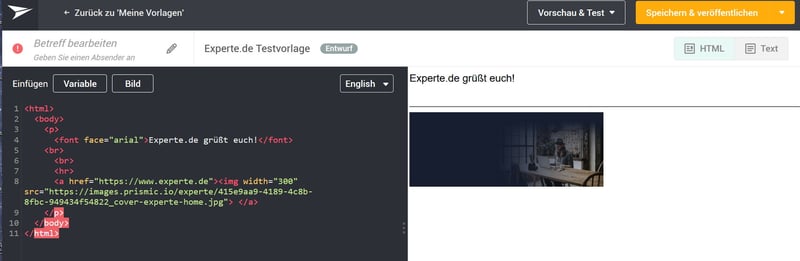 ← Zurück zu 'Meine Vorlagen'
Vorschau & Test
Speichern & veröffentlichen
Betreff bearbeiten
Geben Sie einen Absender an
Experte.de Testvorlage
Entwurf
HTML
Text
Einfügen
Variable
Bild
English
1 <html>
2 <body>
3 <p>
4 <font face="arial">Experte.de grüßt euch!</font>
5 <br>
6 <br>
7 <hr>
8 <a href="https://www.experte.de"><img width="300"
src="https://images.prismic.io/experte/415e9aa9-4189-4c8b-
8fbc-949434f54822_cover-experte-home.jpg"> </a>
9 </p>
10 </body>
11 </html>
Experte.de grüßt euch!